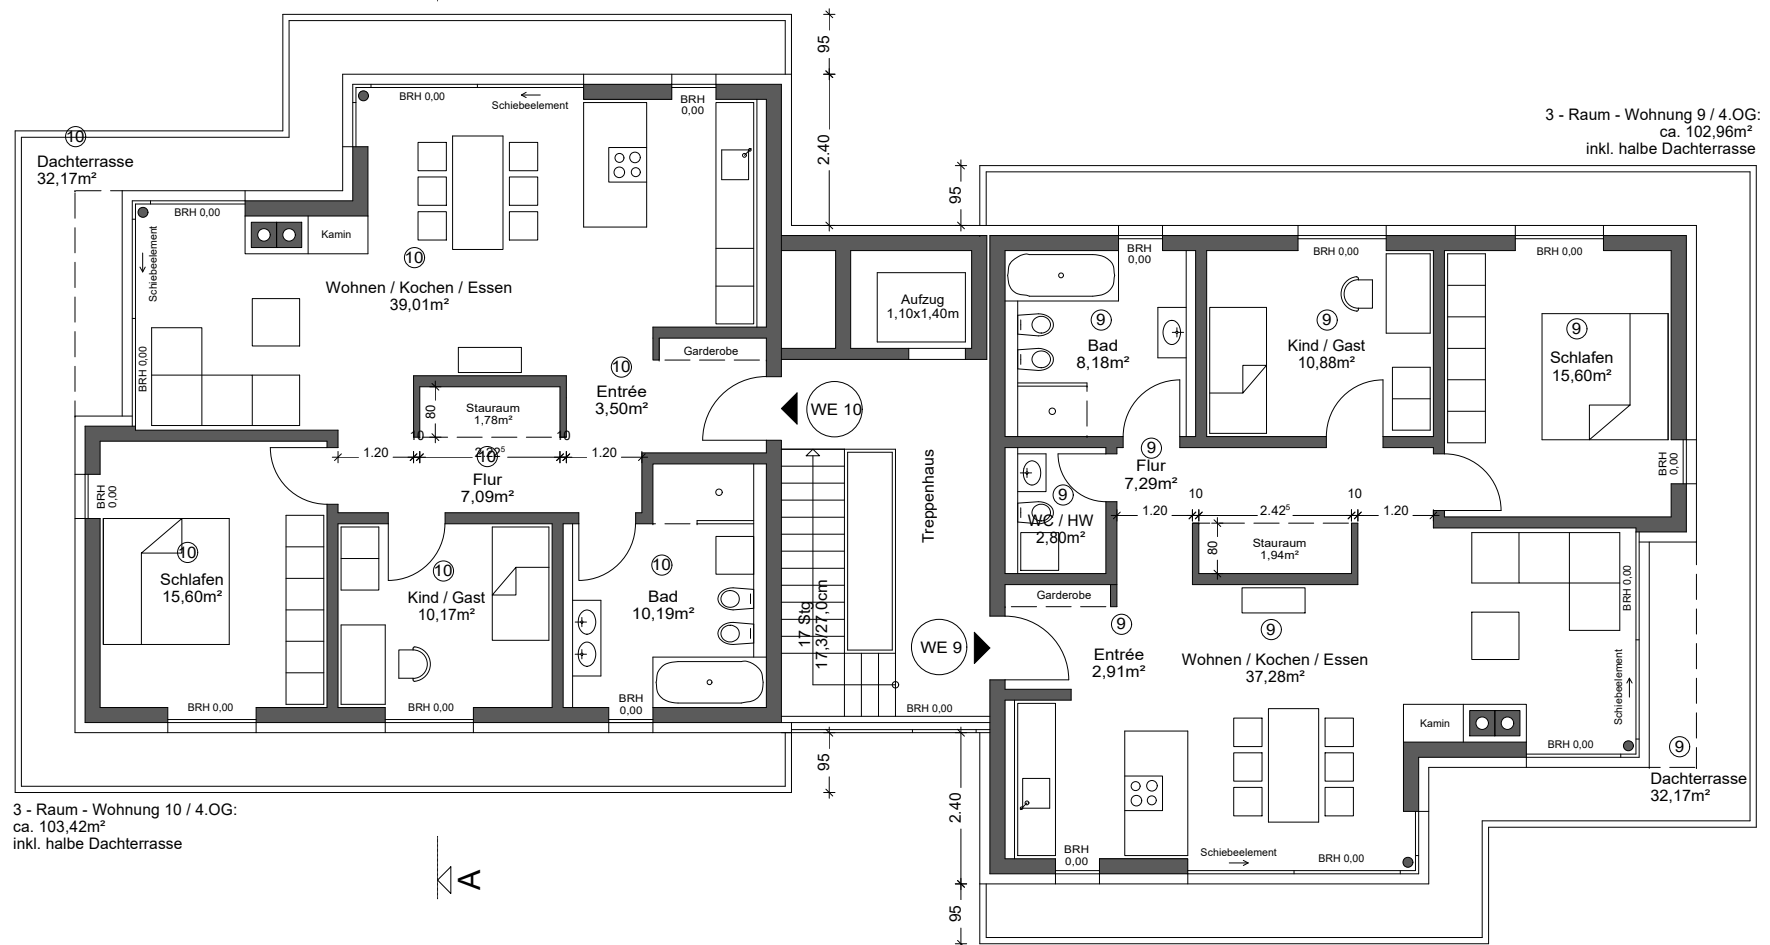 95
2.40
BRH 0,00
Schiebeelement
BRH
0,00
10
Dachterrasse
32,17m²
BRH 0,00
Schiebeelement
Kamin
10
Wohnen / Kochen / Essen
39,01m²
BRH 0,00
Garderobe
10
Entrée
3,50m²
80
Stauraum
1,78m²
10
10
1.20
2.22⁵
1.20
10
Flur
7,09m²
WE 10
BRH
0,00
10
Schlafen
15,60m²
BRH 0,00
10
Kind / Gast
10,17m²
BRH 0,00
10
Bad
10,19m²
BRH
0,00
95
3 - Raum - Wohnung 10 / 4.OG:
ca. 103,42m²
inkl. halbe Dachterrasse
A
Aufzug
1,10x1,40m
Treppenhaus
17 Stg
17,3/27,0cm
BRH 0,00
WE 9
3 - Raum - Wohnung 9 / 4.OG:
ca. 102,96m²
inkl. halbe Dachterrasse
95
BRH
0,00
BRH 0,00
BRH 0,00
9
Bad
8,18m²
9
Kind / Gast
10,88m²
9
Schlafen
15,60m²
BRH
0,00
9
Flur
7,29m²
9
WC / HW
2,80m²
10
10
1.20
2.42⁵
1.20
80
Stauraum
1,94m²
Garderobe
9
Entrée
2,91m²
9
Wohnen / Kochen / Essen
37,28m²
BRH 0,00
Schiebeelement
Kamin
BRH 0,00
9
Dachterrasse
32,17m²
2.40
BRH
0,00
Schiebeelement
BRH 0,00
95